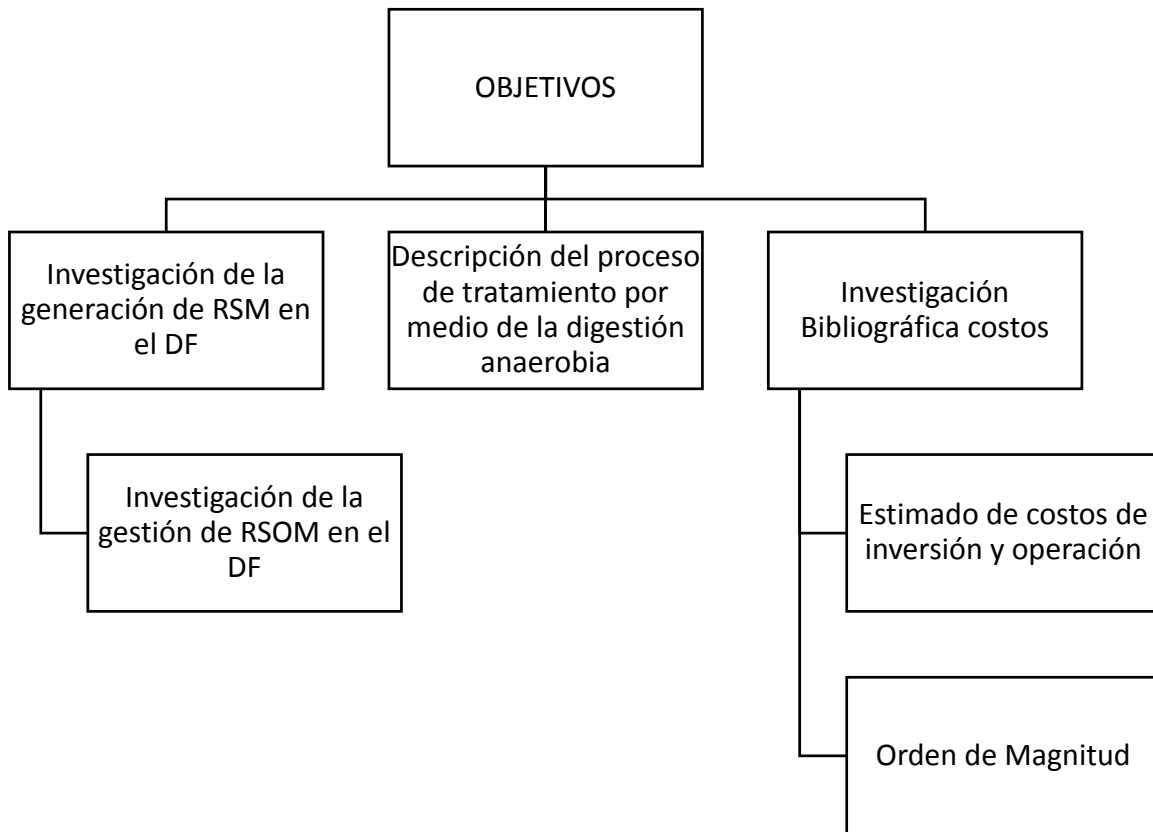 OBJETIVOS
Investigación de la
generación de RSM en
el DF
Investigación de la
gestión de RSOM en el
DF
Descripción del proceso
de tratamiento por
medio de la digestión
anaerobia
Investigación
Bibliográfica costos
Estimado de costos de
inversión y operación
Orden de Magnitud